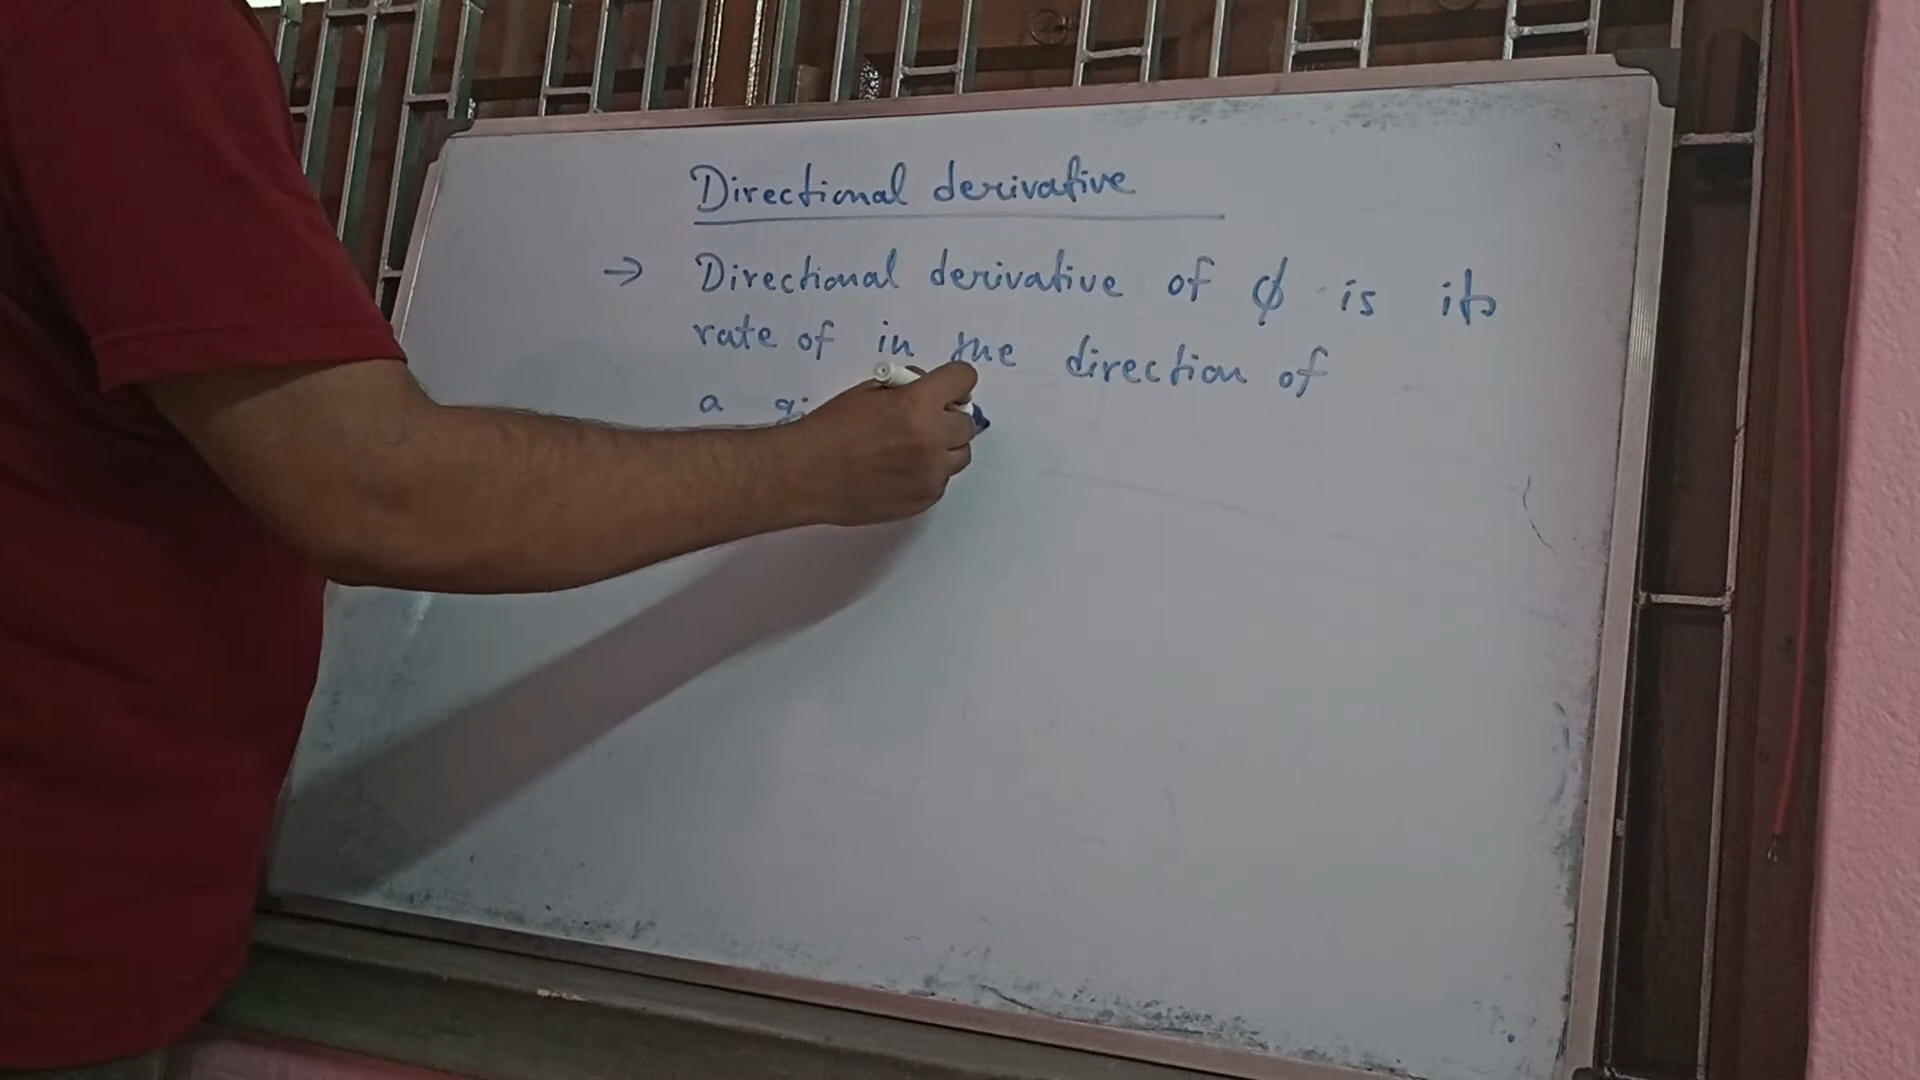 Directional derivative
→ Directional derivative of ϕ is its
rate of in the direction of
a